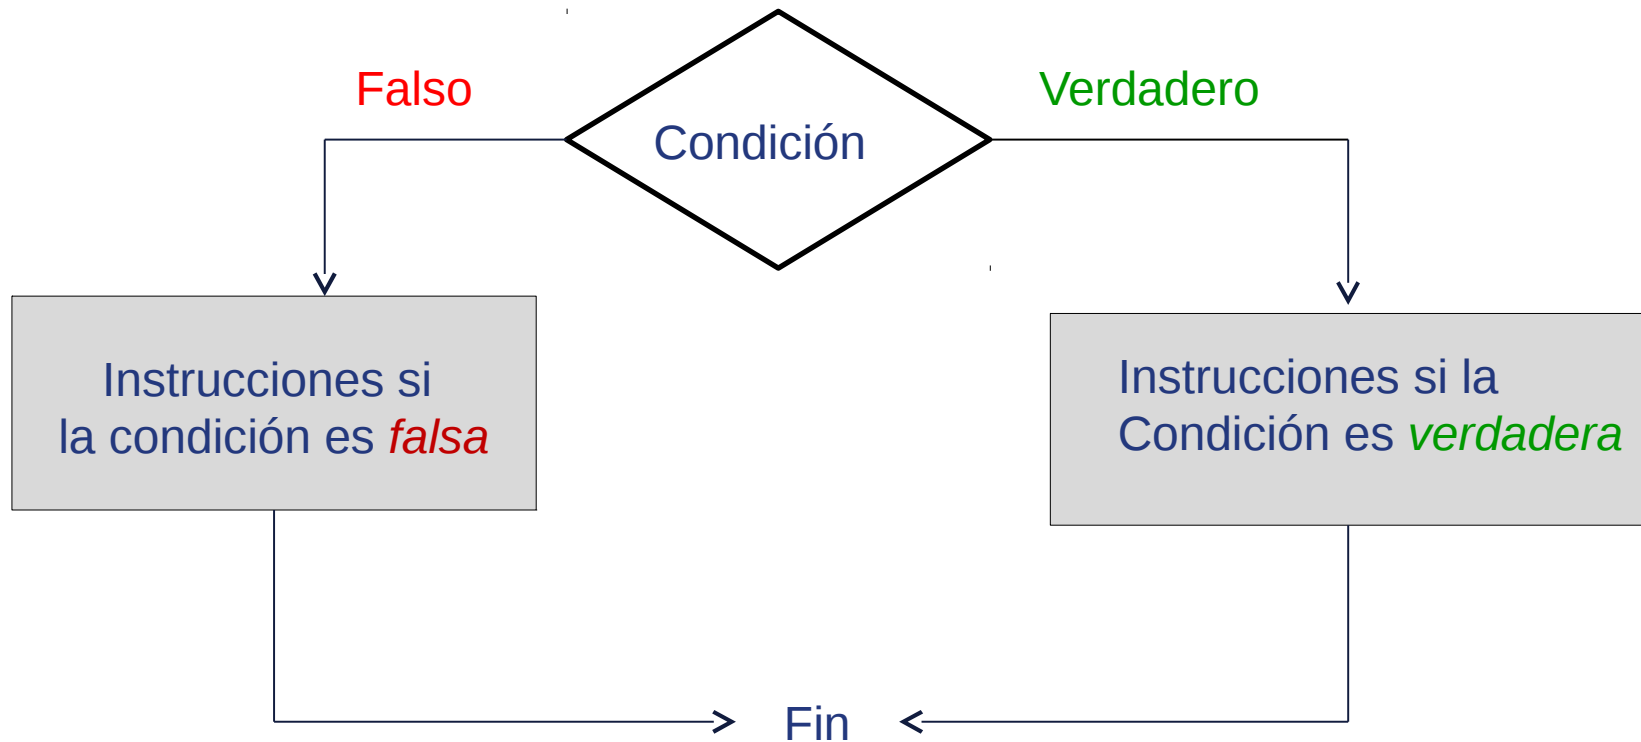 Falso
Verdadero
Condición
Instrucciones si
la condición es falsa
Instrucciones si la
Condición es verdadera
Fin